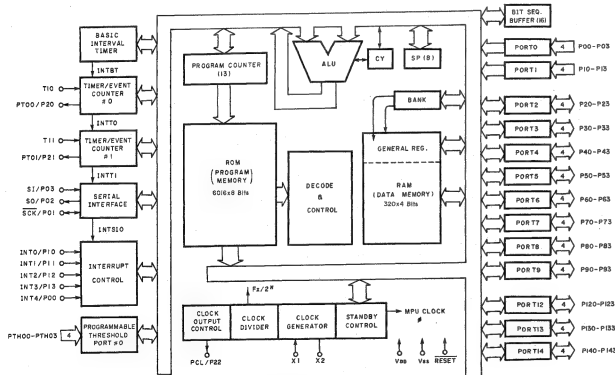 BASIC
INTERVAL
TIMER
INTBT
TI0
PTO0/P20
TIMER/EVENT
COUNTER
#0
INTT0
TI1
PTO1/P21
TIMER/EVENT
COUNTER
#1
INTT1
SI/P03
SO/P02
SCK/P01
SERIAL
INTERFACE
INTSIO
INT0/P10
INT1/P11
INT2/P12
INT3/P13
INT4/P00
INTERRUPT
CONTROL
PTH00-PTH03
4
PROGRAMMABLE
THRESHOLD
PORT #0
PROGRAM COUNTER
(13)
ALU
CY
SP (8)
BANK
ROM
(PROGRAM
MEMORY)
6016x8 Bits
DECODE
&
CONTROL
GENERAL REG.
RAM
(DATA MEMORY)
320x4 Bits
CLOCK
OUTPUT
CONTROL
CLOCK
DIVIDER
CLOCK
GENERATOR
STANDBY
CONTROL
MPU CLOCK
PCL/P22
X1
X2
VDD
VSS
RESET
BIT SEQ.
BUFFER (16)
PORT0
4
P00-P03
PORT1
4
P10-P13
PORT2
4
P20-P23
PORT3
4
P30-P33
PORT4
4
P40-P43
PORT5
4
P50-P53
PORT6
4
P60-P63
PORT7
4
P70-P73
PORT8
4
P80-P83
PORT9
4
P90-P93
PORT12
4
P120-P123
PORT13
4
P130-P133
PORT14
4
P140-P143